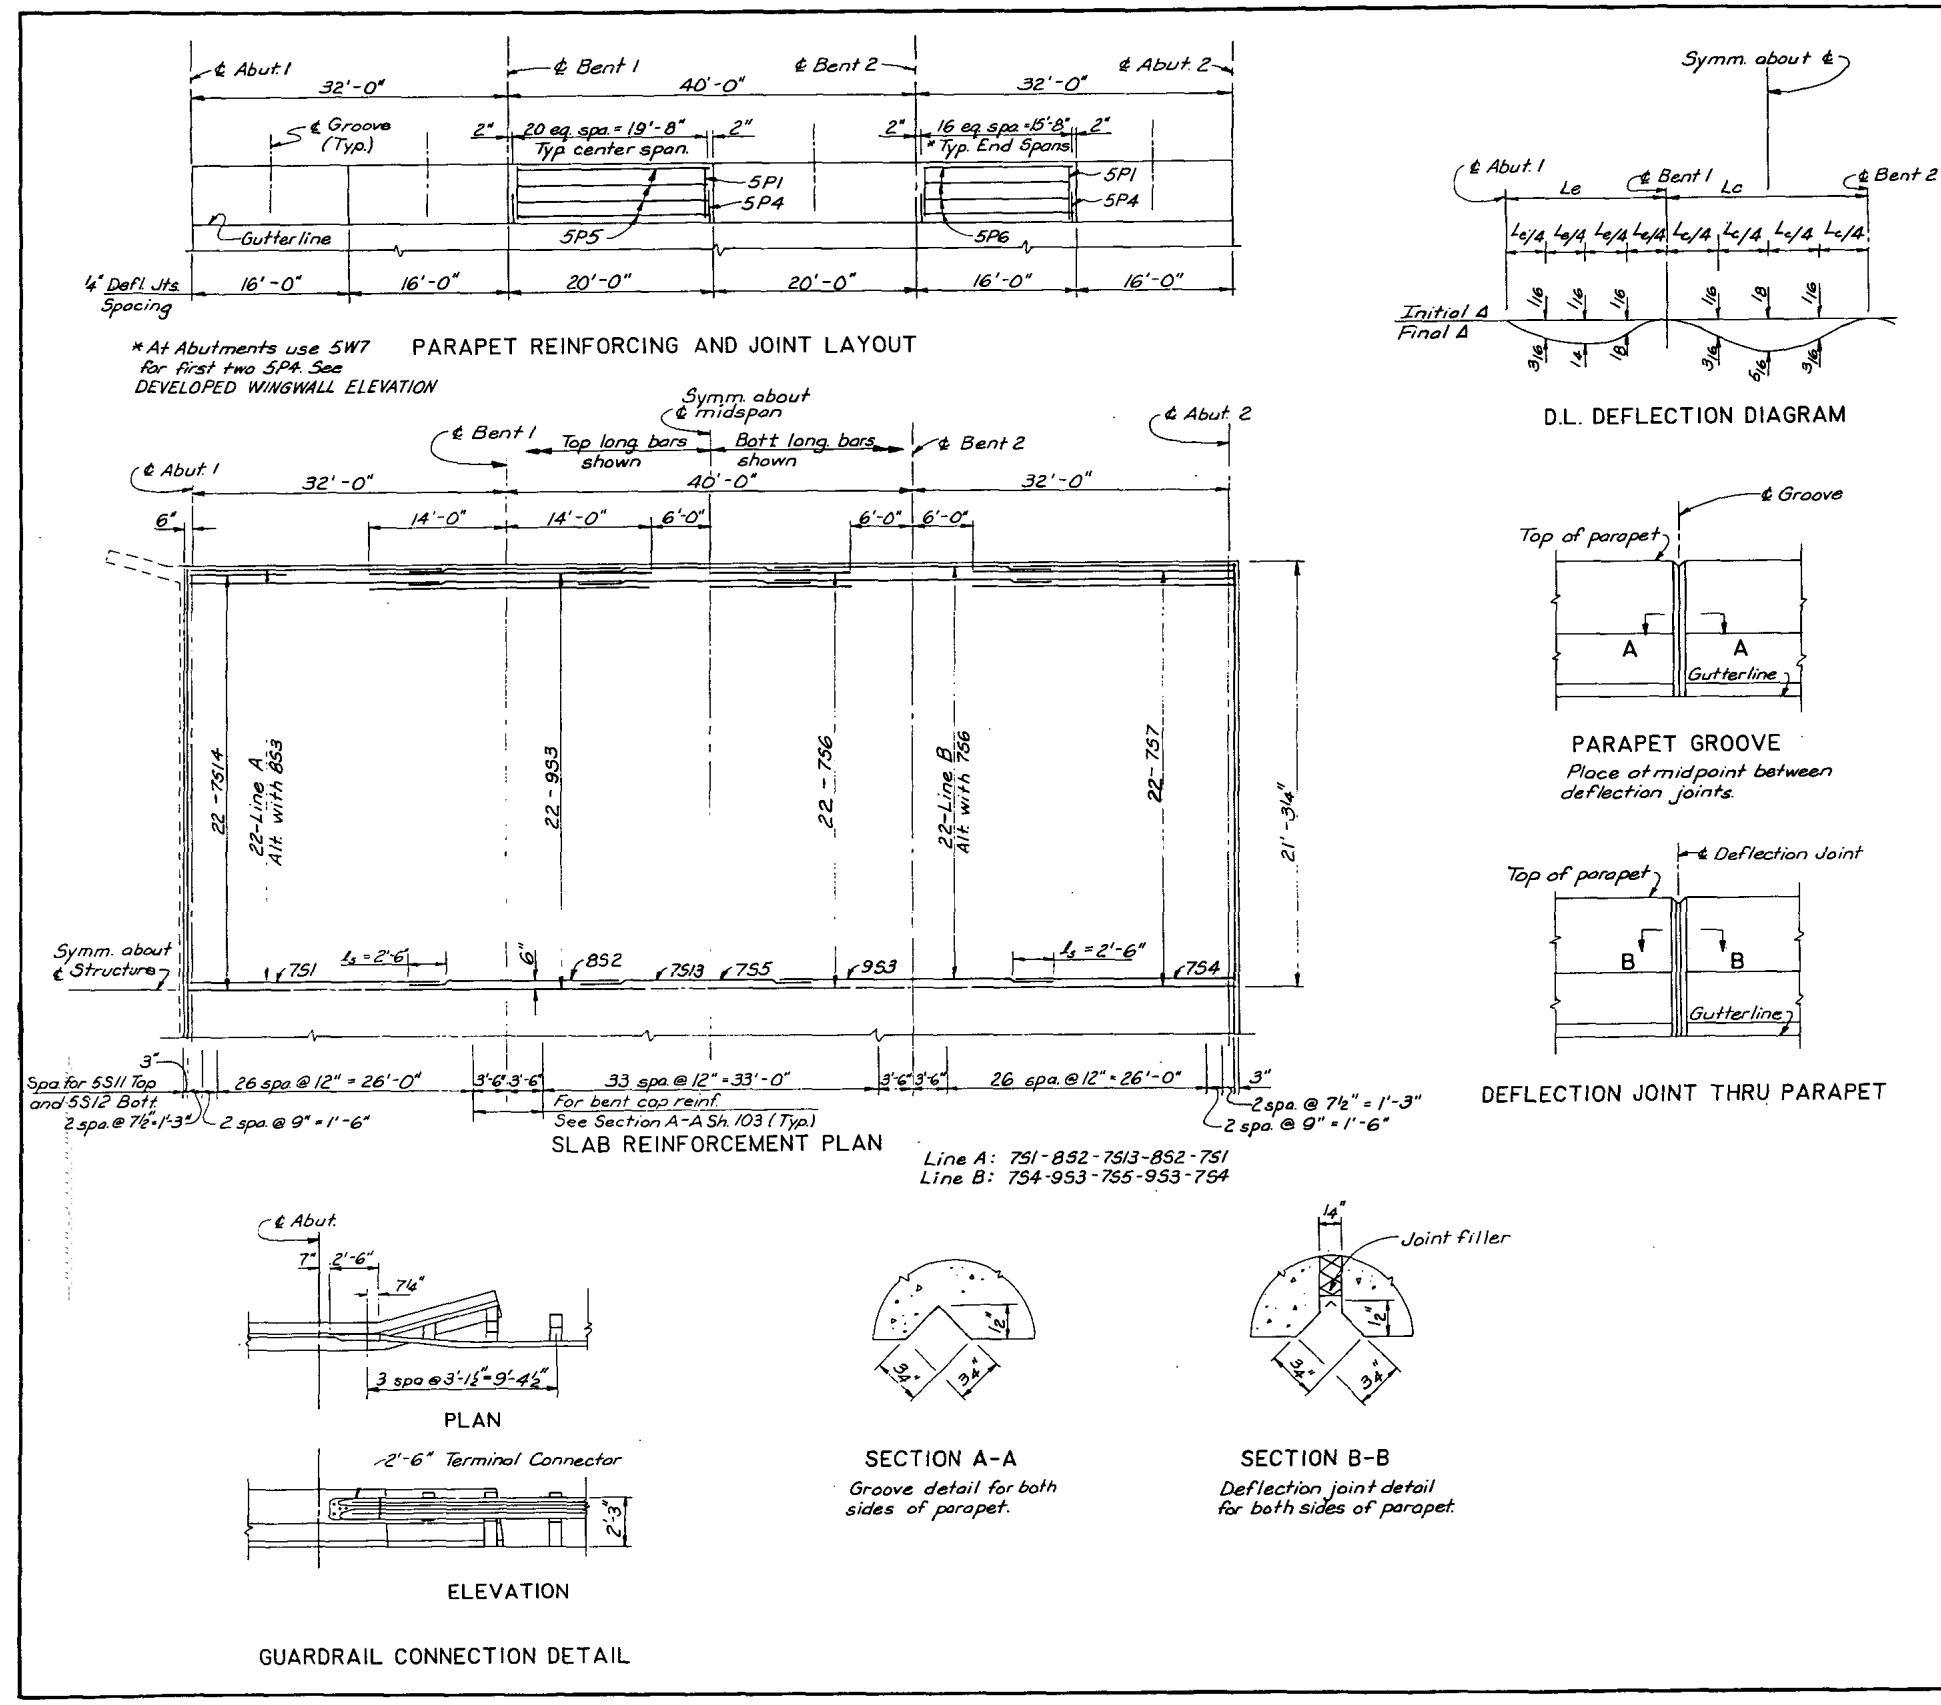 ₵ Abut. 1
₵ Bent 1
₵ Bent 2
₵ Abut. 2
32'-0"
40'-0"
32'-0"
₵ Groove
(Typ.)
2"
20 eq. spa. = 19'-8"
2"
Typ. center span.
2"
16 eq. spa. = 15'-8"
2"
* Typ. End Spans
5P1
5P4
5P1
5P4
Gutterline
5P5
5P6
1/4" Defl. Jts.
Spacing
16'-0"
16'-0"
20'-0"
20'-0"
16'-0"
16'-0"
* At Abutments use 5W7
for first two 5P4. See
DEVELOPED WINGWALL ELEVATION
PARAPET REINFORCING AND JOINT LAYOUT
Symm. about ₵
₵ Abut. 1
Le
₵ Bent 1
Lc
₵ Bent 2
Le/4 Le/4 Le/4 Le/4 Lc/4 Lc/4 Lc/4 Lc/4
1/16 1/16 1/16 1/16 1/8 1/16
Initial Δ
Final Δ
3/16 1/4 1/8 3/16 5/16 3/16
D.L. DEFLECTION DIAGRAM
Symm. about
₵ midspan
₵ Abut. 1
₵ Bent 1
Top long. bars
shown
Bott. long. bars
shown
₵ Bent 2
₵ Abut. 2
32'-0"
40'-0"
32'-0"
6"
14'-0"
14'-0"
6'-0"
6'-0"
6'-0"
22 - 7S14
22-Line A
Alt. with 8S3
22 - 9S3
22 - 7S6
22-Line B
Alt. with 7S6
22 - 7S7
21'-3 1/4"
Symm. about
₵ Structure
7S1
ls = 2'-6"
6"
8S2
7S13
7S5
9S3
ls = 2'-6"
7S4
3"
Spa. for 5S11 Top
and 5S12 Bott.
2 spa. @ 7 1/2" = 1'-3"
2 spa. @ 9" = 1'-6"
26 spa. @ 12" = 26'-0"
3'-6" 3'-6"
33 spa. @ 12" = 33'-0"
3'-6" 3'-6"
26 spa. @ 12" = 26'-0"
3"
2 spa. @ 7 1/2" = 1'-3"
2 spa. @ 9" = 1'-6"
For bent cap reinf.
See Section A-A Sh. 103 (Typ.)
SLAB REINFORCEMENT PLAN
Line A: 7S1-8S2-7S13-8S2-7S1
Line B: 7S4-9S3-7S5-9S3-7S4
₵ Groove
Top of parapet
A
A
Gutterline
PARAPET GROOVE
Place at midpoint between
deflection joints.
₵ Deflection Joint
Top of parapet
B
B
Gutterline
DEFLECTION JOINT THRU PARAPET
₵ Abut.
7"
2'-6"
7 1/4"
3 spa @ 3'-1 1/2" = 9'-4 1/2"
PLAN
2'-6" Terminal Connector
2'-3"
ELEVATION
GUARDRAIL CONNECTION DETAIL
1/2"
3/4"
3/4"
SECTION A-A
Groove detail for both
sides of parapet.
1/4"
Joint filler
1/2"
3/4"
3/4"
SECTION B-B
Deflection joint detail
for both sides of parapet.